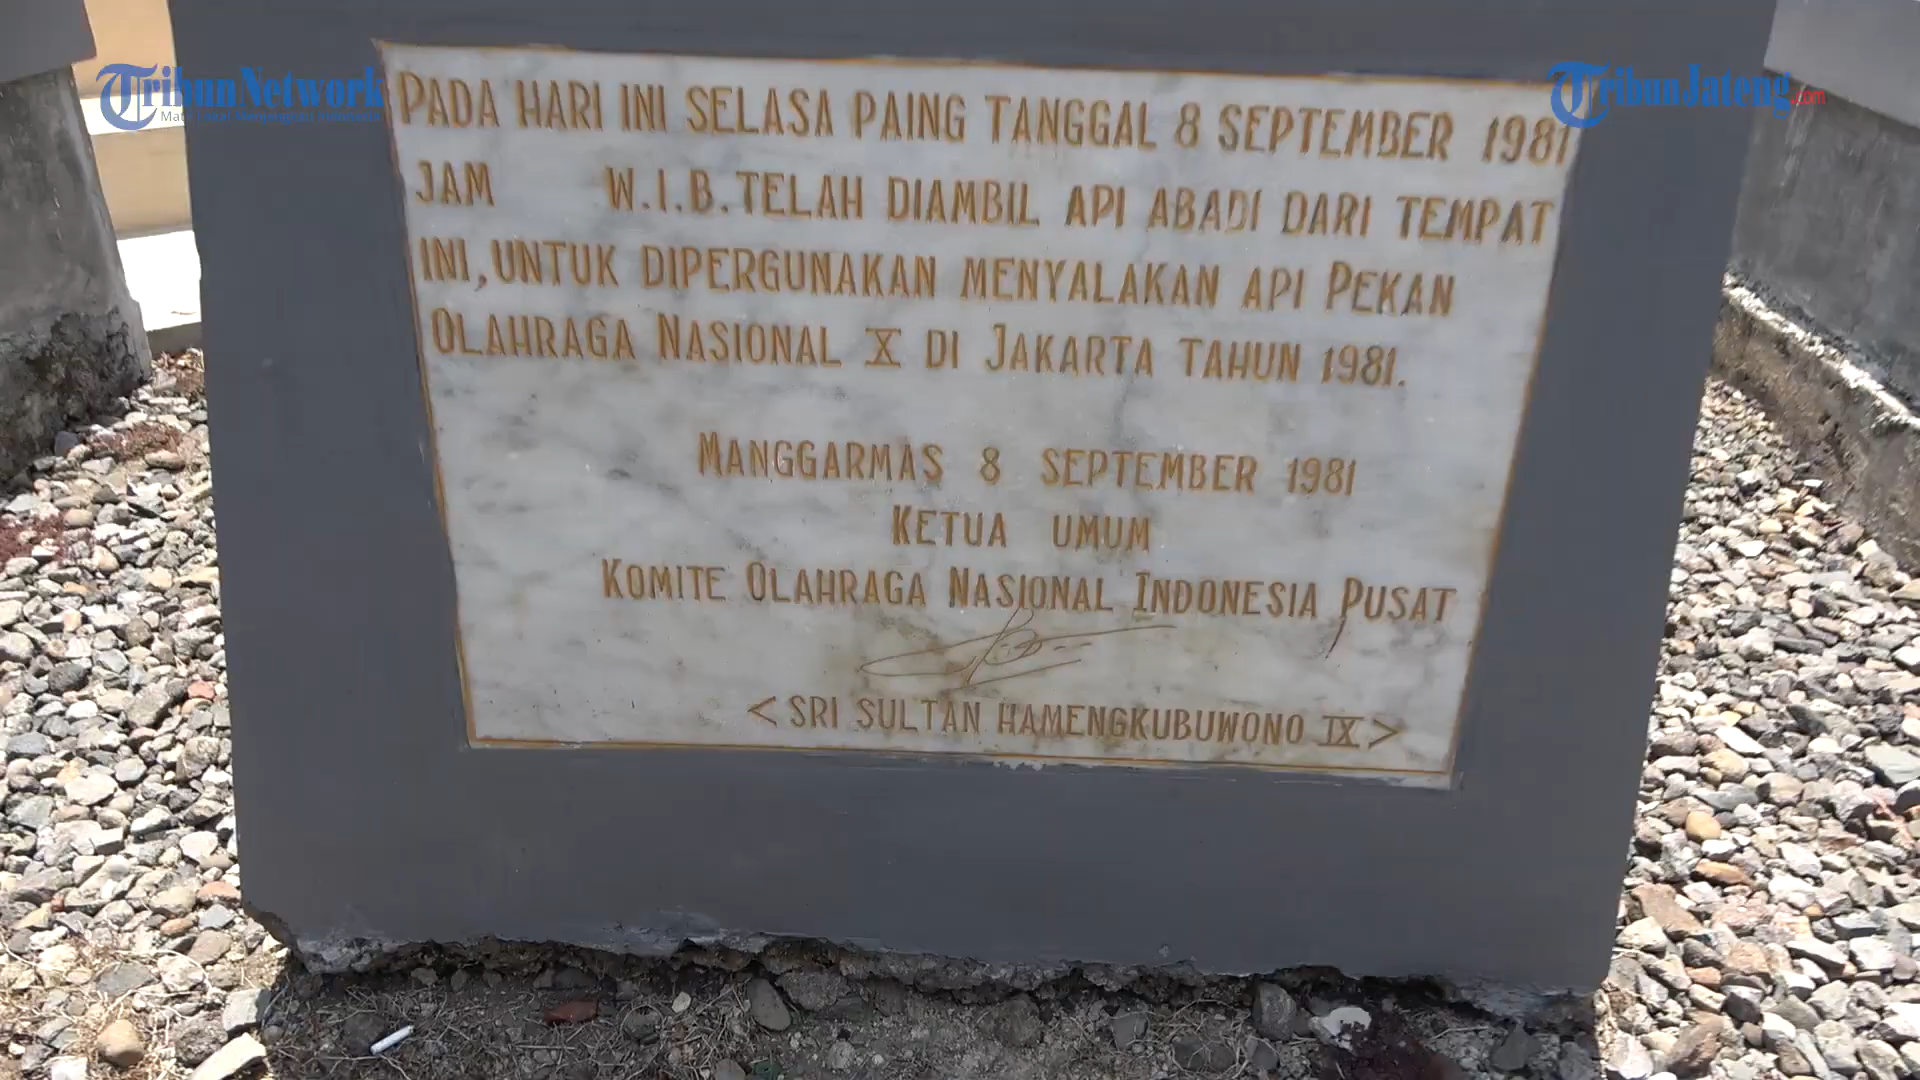 TribunNetwork
TribunJateng.com
PADA HARI INI SELASA PAING TANGGAL 8 SEPTEMBER 1981
JAM W.I.B. TELAH DIAMBIL API ABADI DARI TEMPAT
INI, UNTUK DIPERGUNAKAN MENYALAKAN API PEKAN
OLAHRAGA NASIONAL X DI JAKARTA TAHUN 1981.
MANGGARMAS 8 SEPTEMBER 1981
KETUA UMUM
KOMITE OLAHRAGA NASIONAL INDONESIA PUSAT
<SRI SULTAN HAMENGKUBUWONO IX>